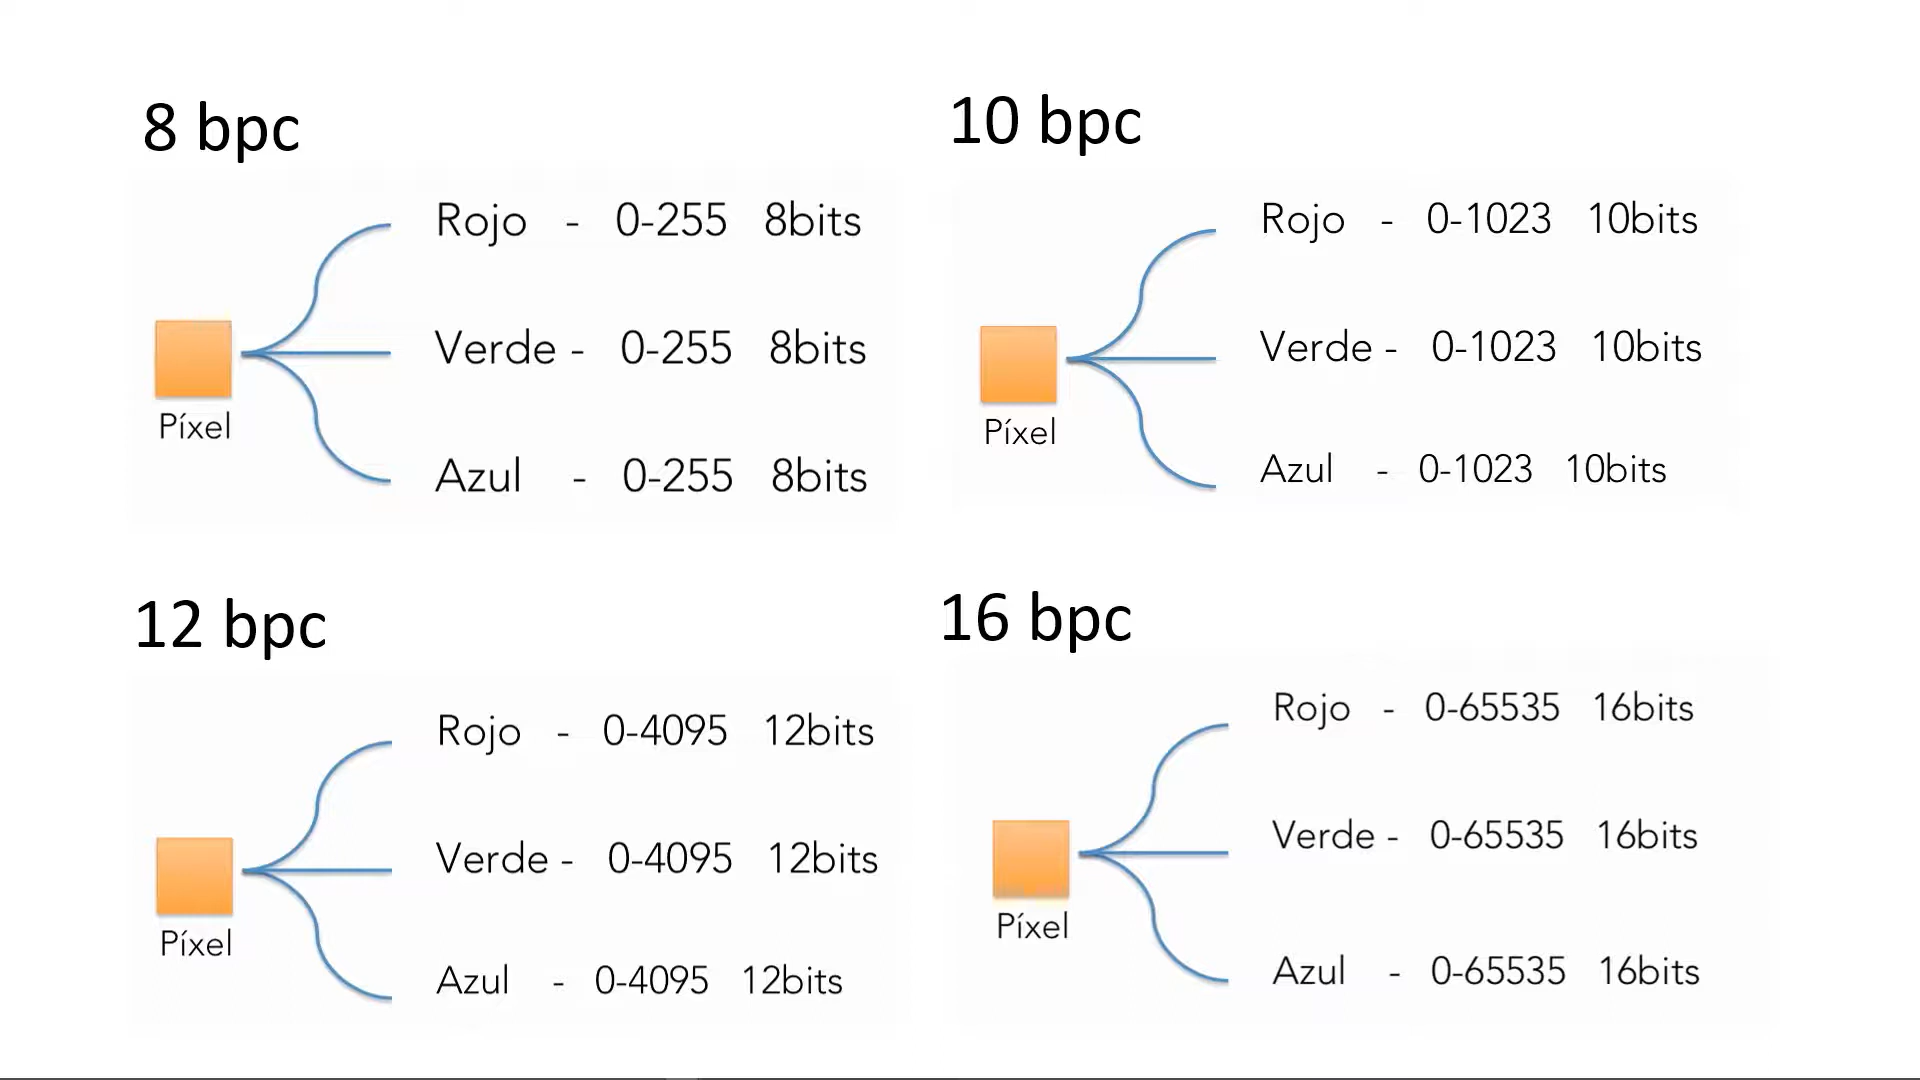 8 bpc
Rojo - 0-255 8bits
Verde - 0-255 8bits
Píxel
Azul - 0-255 8bits
10 bpc
Rojo - 0-1023 10bits
Verde - 0-1023 10bits
Píxel
Azul - 0-1023 10bits
12 bpc
Rojo - 0-4095 12bits
Verde - 0-4095 12bits
Píxel
Azul - 0-4095 12bits
16 bpc
Rojo - 0-65535 16bits
Verde - 0-65535 16bits
Píxel
Azul - 0-65535 16bits